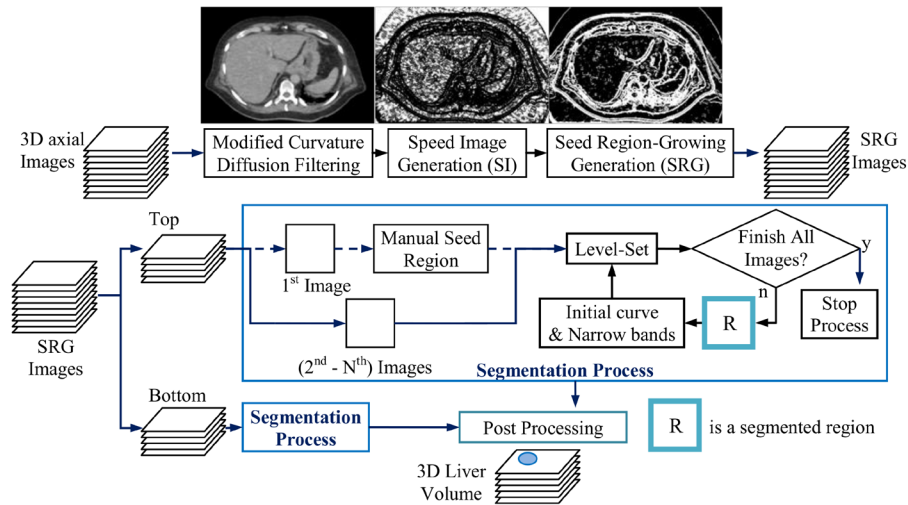 3D axial
Images
Modified Curvature
Diffusion Filtering
Speed Image
Generation (SI)
Seed Region-Growing
Generation (SRG)
SRG
Images
Top
1st Image
Manual Seed
Region
Level-Set
Finish All
Images?
y
n
Stop
Process
Initial curve
& Narrow bands
R
(2nd - Nth) Images
Segmentation Process
SRG
Images
Bottom
Segmentation
Process
Post Processing
R
is a segmented region
3D Liver
Volume